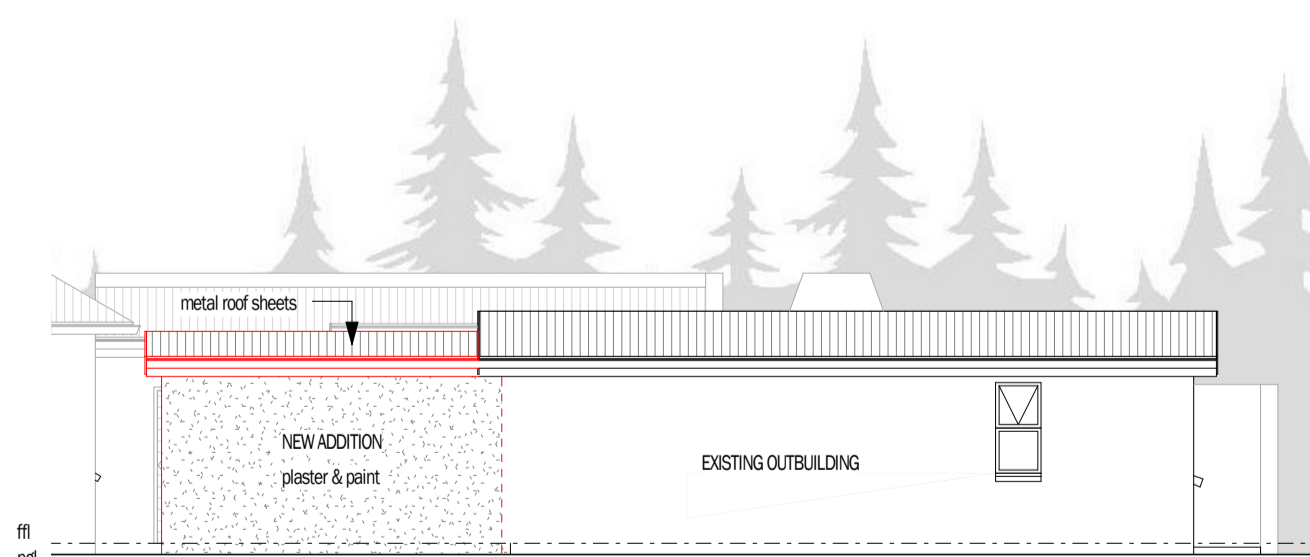 metal roof sheets
NEW ADDITION
plaster & paint
EXISTING OUTBUILDING
ffl